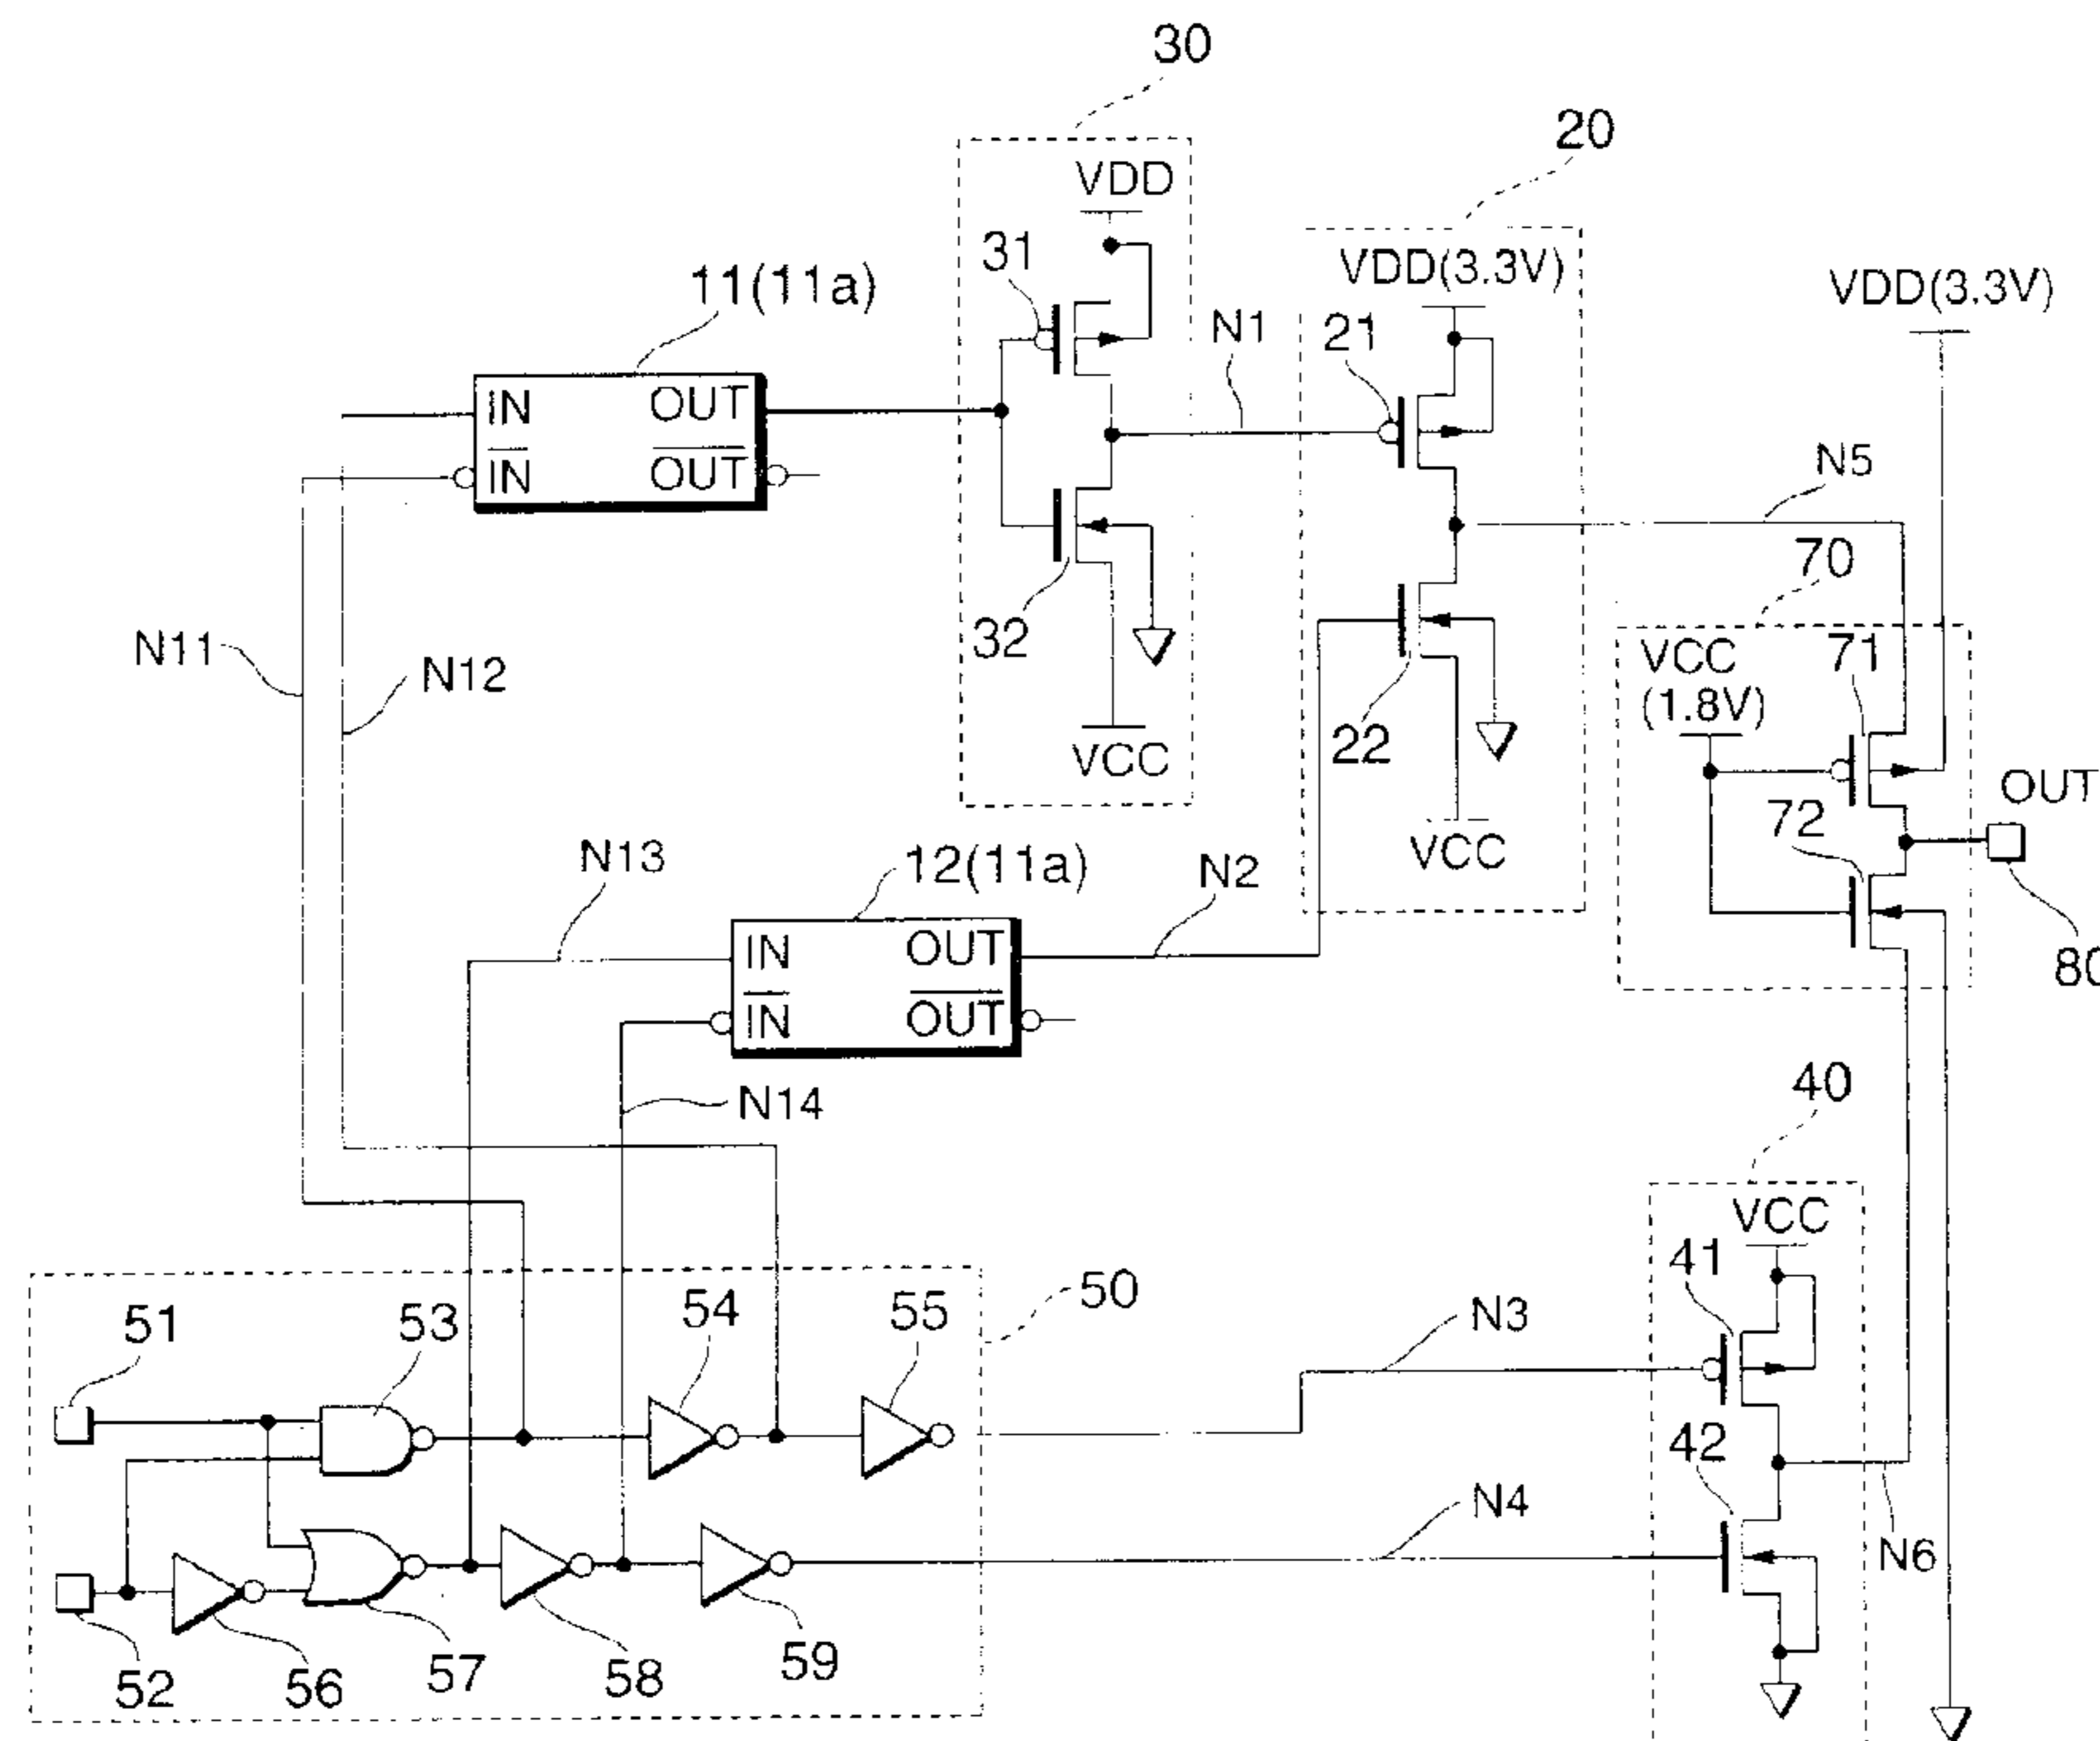 30
20
VDD
31
VDD(3.3V)
VDD(3.3V)
11(11a)
N1
21
IN
OUT
IN
OUT
N5
70
32
N11
N12
VCC
(1.8V)
71
22
VCC
OUT
72
VCC
N13
12(11a)
N2
IN
OUT
IN
OUT
80
N14
40
VCC
41
50
51
53
54
55
N3
42
N4
N6
52
56
57
58
59